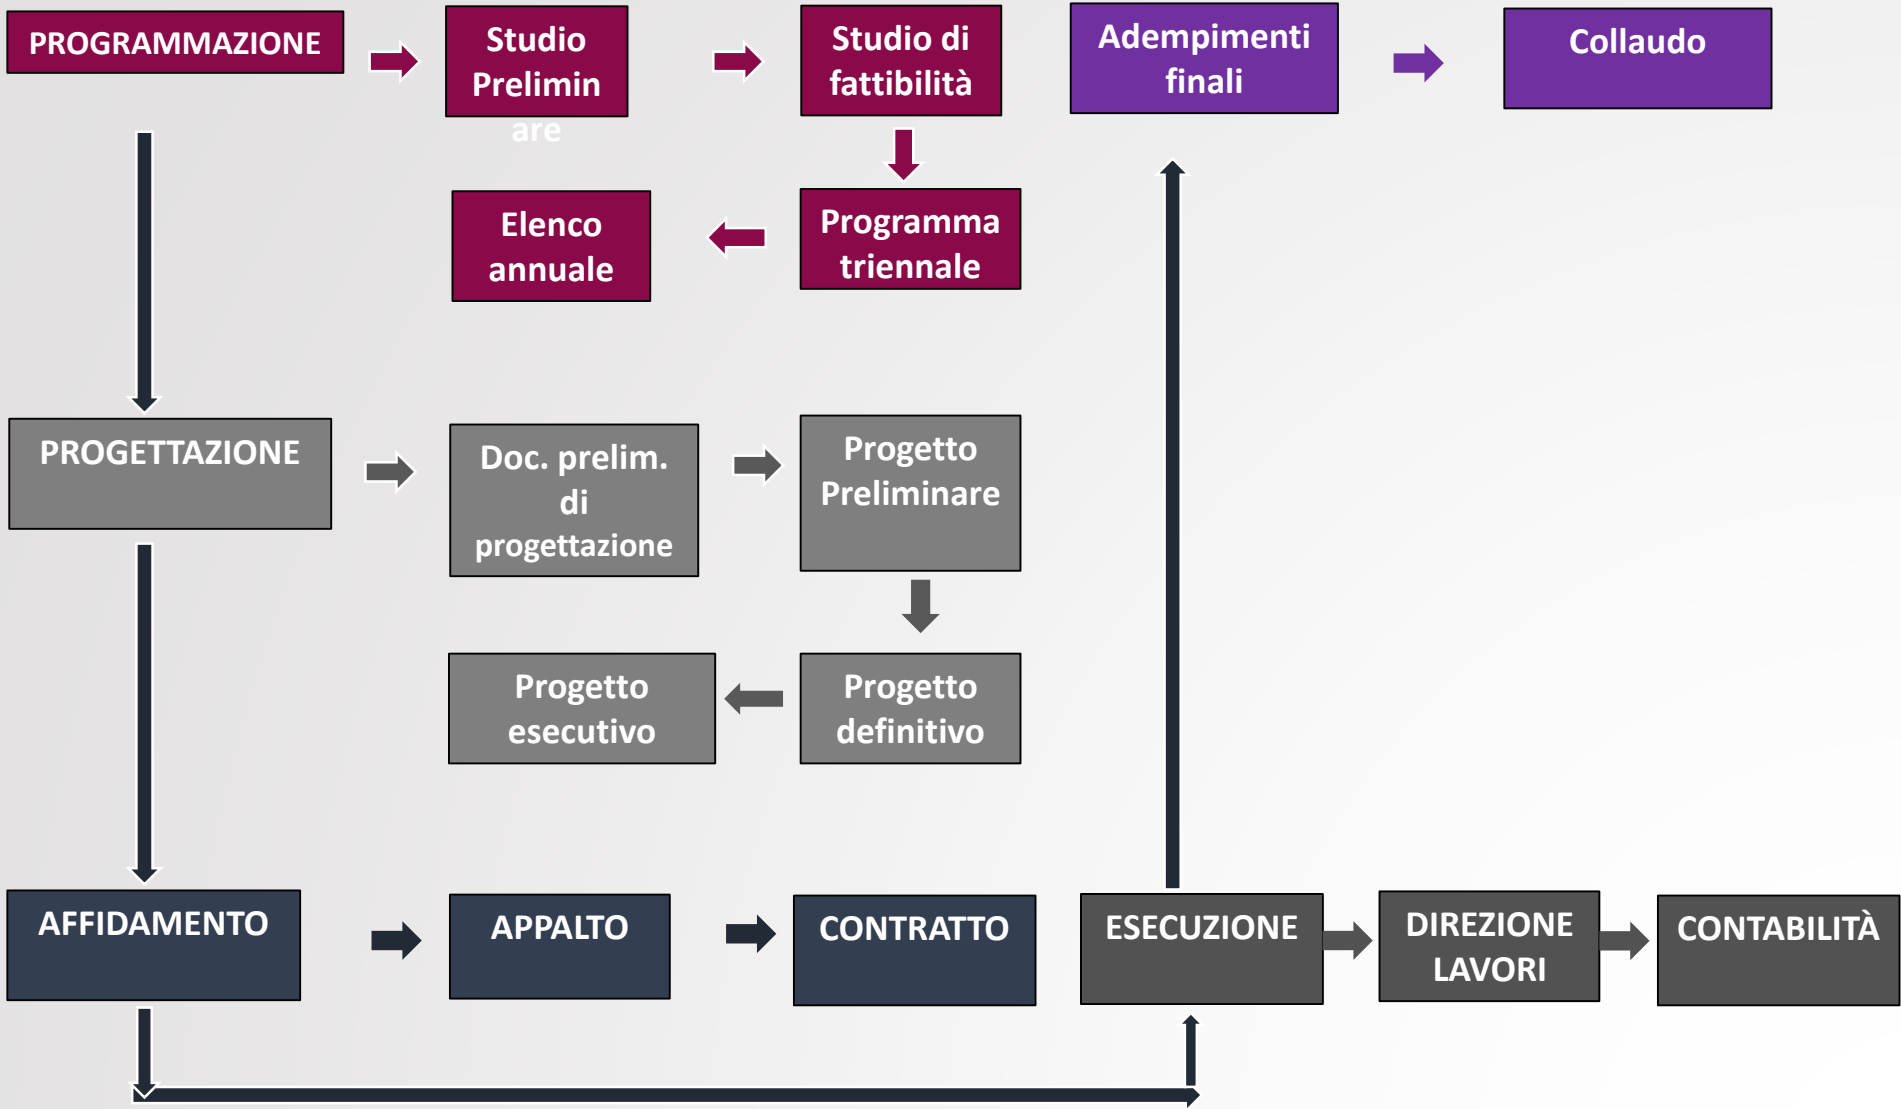 PROGRAMMAZIONE
Studio
Prelimin
are
Studio di
fattibilità
Adempimenti
finali
Collaudo
Elenco
annuale
Programma
triennale
PROGETTAZIONE
Doc. prelim.
di
progettazione
Progetto
Preliminare
Progetto
esecutivo
Progetto
definitivo
AFFIDAMENTO
APPALTO
CONTRATTO
ESECUZIONE
DIREZIONE
LAVORI
CONTABILITÀ